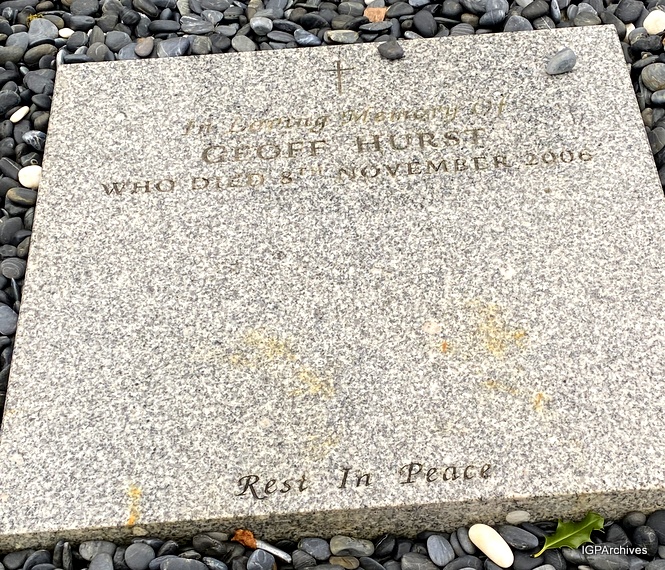 In Loving Memory Of
GEOFF HURST
WHO DIED 8TH NOVEMBER 2006
Rest In Peace
IGPArchives